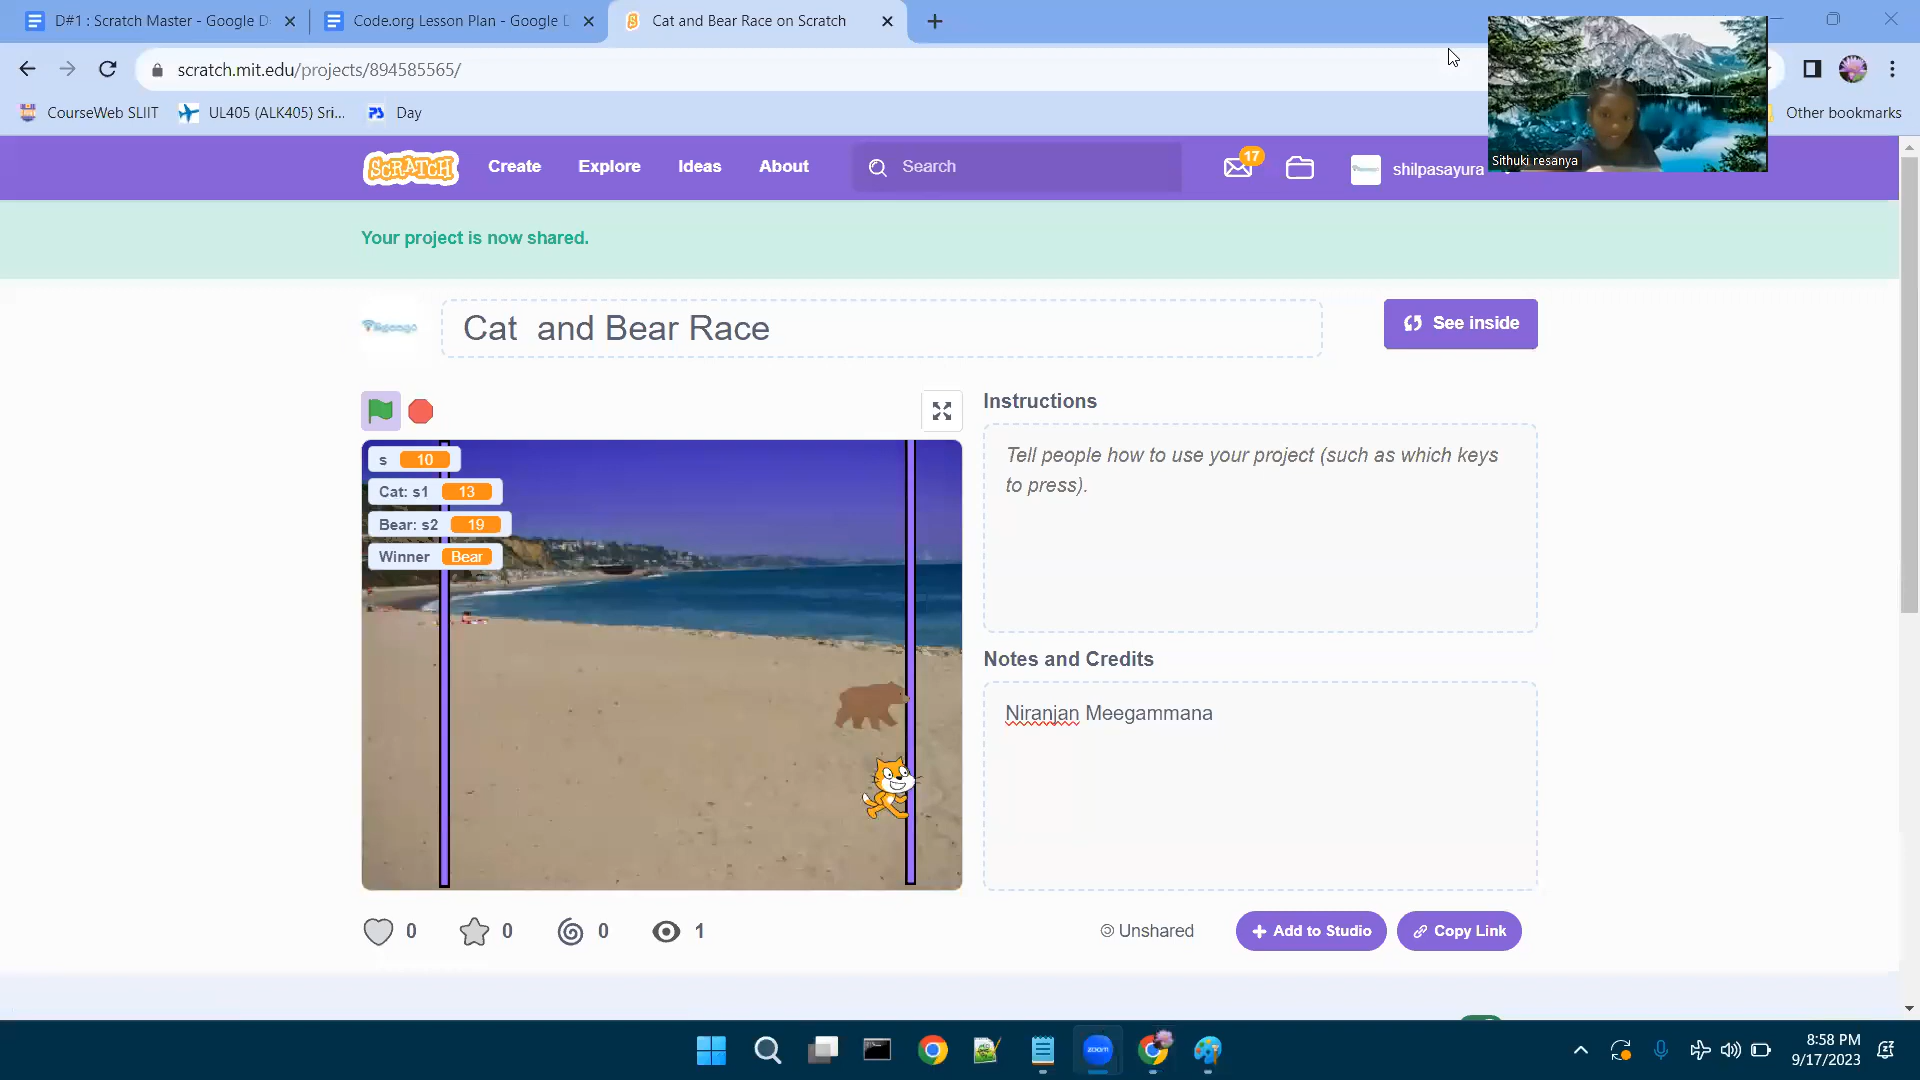 D#1 : Scratch Master - Google D
Code.org Lesson Plan - Google D
Cat and Bear Race on Scratch
scratch.mit.edu/projects/894585565/
CourseWeb SLIIT
UL405 (ALK405) Sri...
Day
Other bookmarks
Sithuki resanya
SCRATCH
Create
Explore
Ideas
About
Search
17
shilpasayura
Your project is now shared.
Cat and Bear Race
See inside
s 10
Cat: s1 13
Bear: s2 19
Winner Bear
Instructions
Tell people how to use your project (such as which keys
to press).
Notes and Credits
Niranjan Meegammana
0
0
0
1
Unshared
Add to Studio
Copy Link
zoom
8:58 PM
9/17/2023